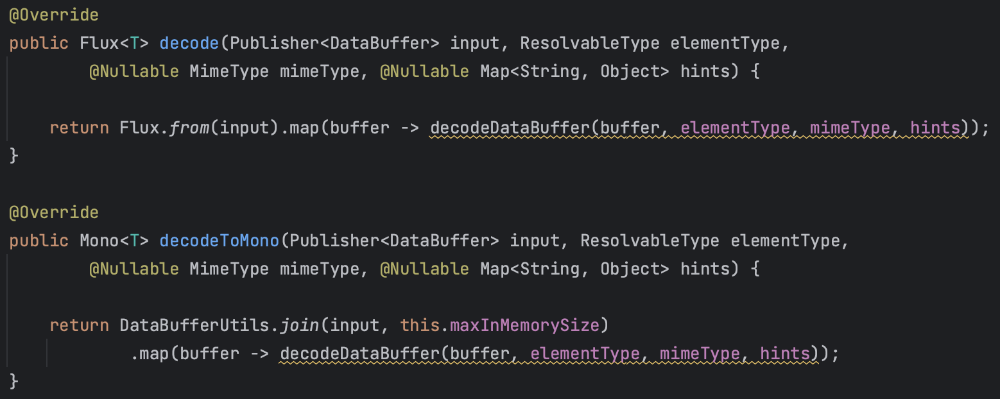 @Override
public Flux<T> decode(Publisher<DataBuffer> input, ResolvableType elementType,
        @Nullable MimeType mimeType, @Nullable Map<String, Object> hints) {
    return Flux.from(input).map(buffer -> decodeDataBuffer(buffer, elementType, mimeType, hints));
}
@Override
public Mono<T> decodeToMono(Publisher<DataBuffer> input, ResolvableType elementType,
        @Nullable MimeType mimeType, @Nullable Map<String, Object> hints) {
    return DataBufferUtils.join(input, this.maxInMemorySize)
            .map(buffer -> decodeDataBuffer(buffer, elementType, mimeType, hints));
}